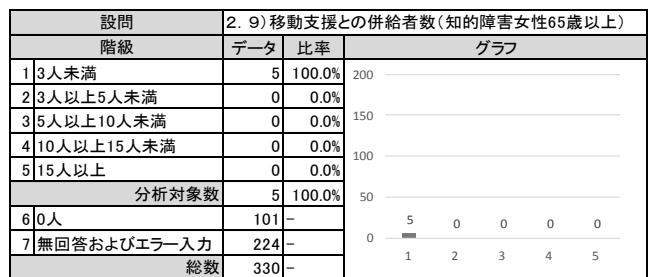 設問 2. 9)移動支援との併給者数(知的障害女性65歳以上)
階級 データ 比率 グラフ
1 3人未満 5 100.0%
2 3人以上5人未満 0 0.0%
3 5人以上10人未満 0 0.0%
4 10人以上15人未満 0 0.0%
5 15人以上 0 0.0%
分析対象数 5 100.0%
6 0人 101 -
7 無回答およびエラー入力 224 -
総数 330 -
200
150
100
50
0
5 0 0 0 0
1 2 3 4 5